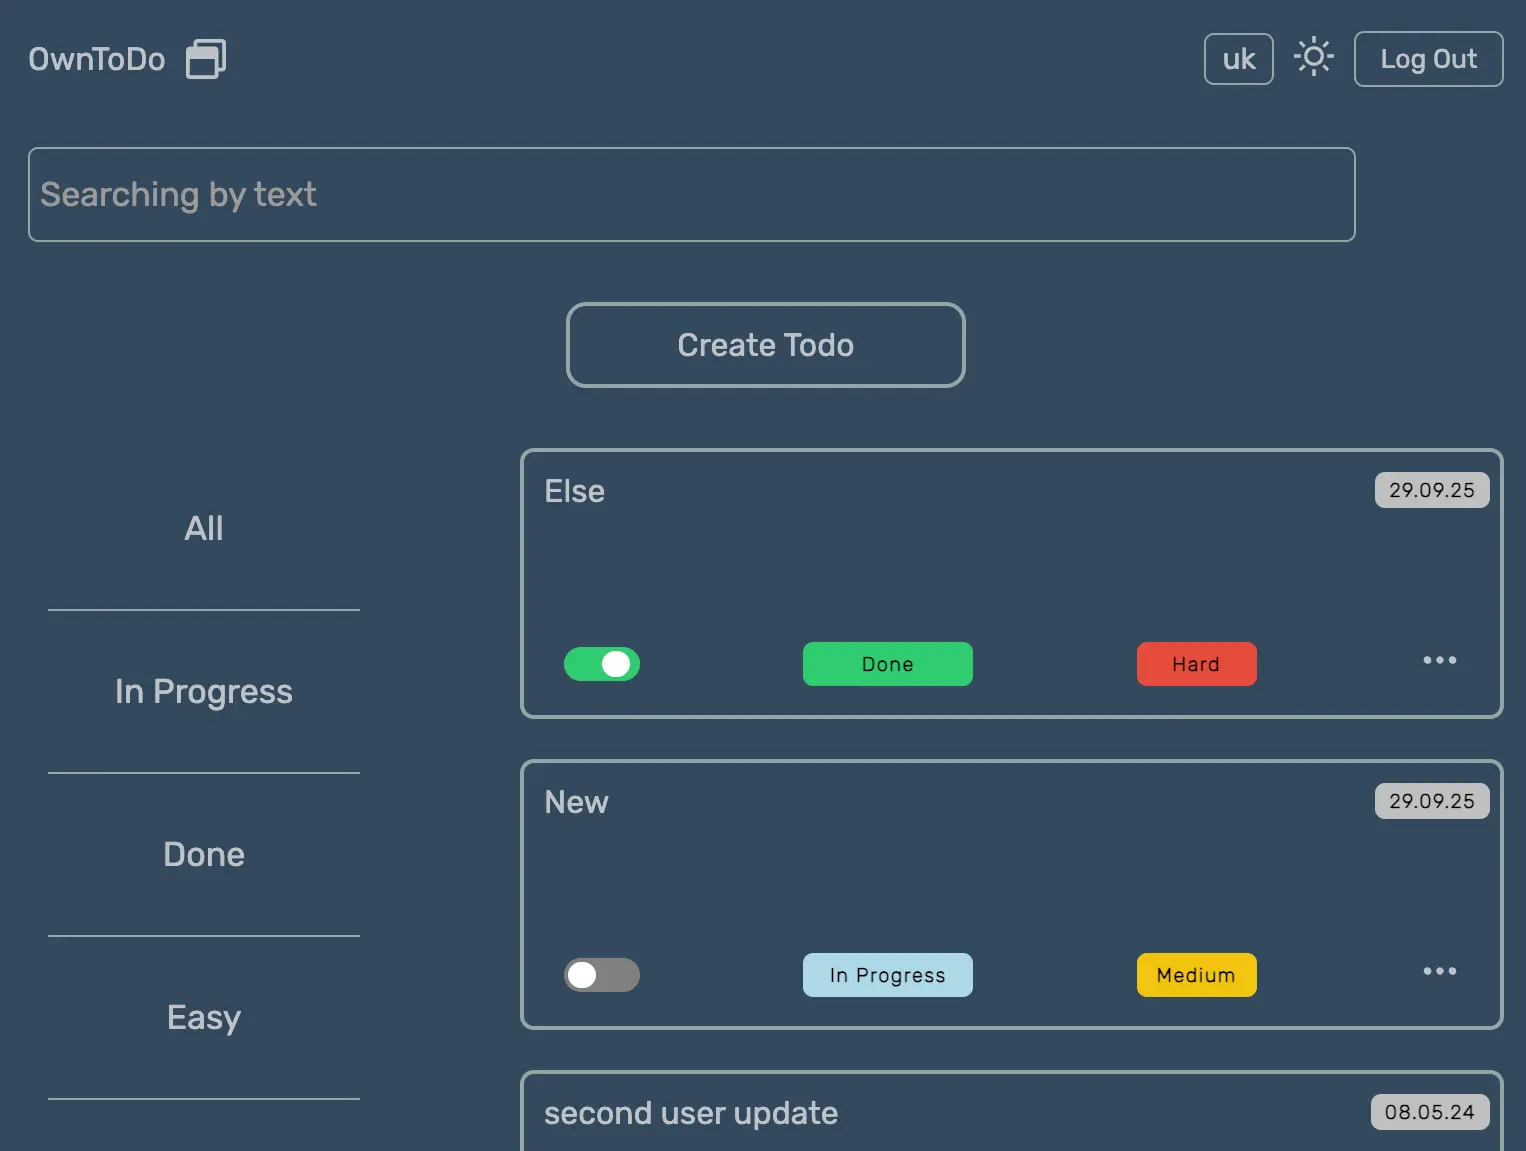 OwnToDo
uk
Log Out
Searching by text
Create Todo
All
In Progress
Done
Easy
Else
29.09.25
Done
Hard
New
29.09.25
In Progress
Medium
second user update
08.05.24